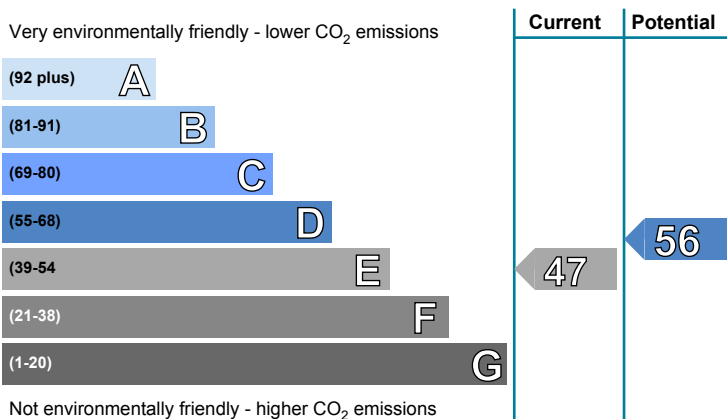 Very environmentally friendly - lower CO2 emissions
Current
Potential
(92 plus) A
(81-91) B
(69-80) C
(55-68) D
(39-54 E
(21-38) F
(1-20) G
47
56
Not environmentally friendly - higher CO2 emissions